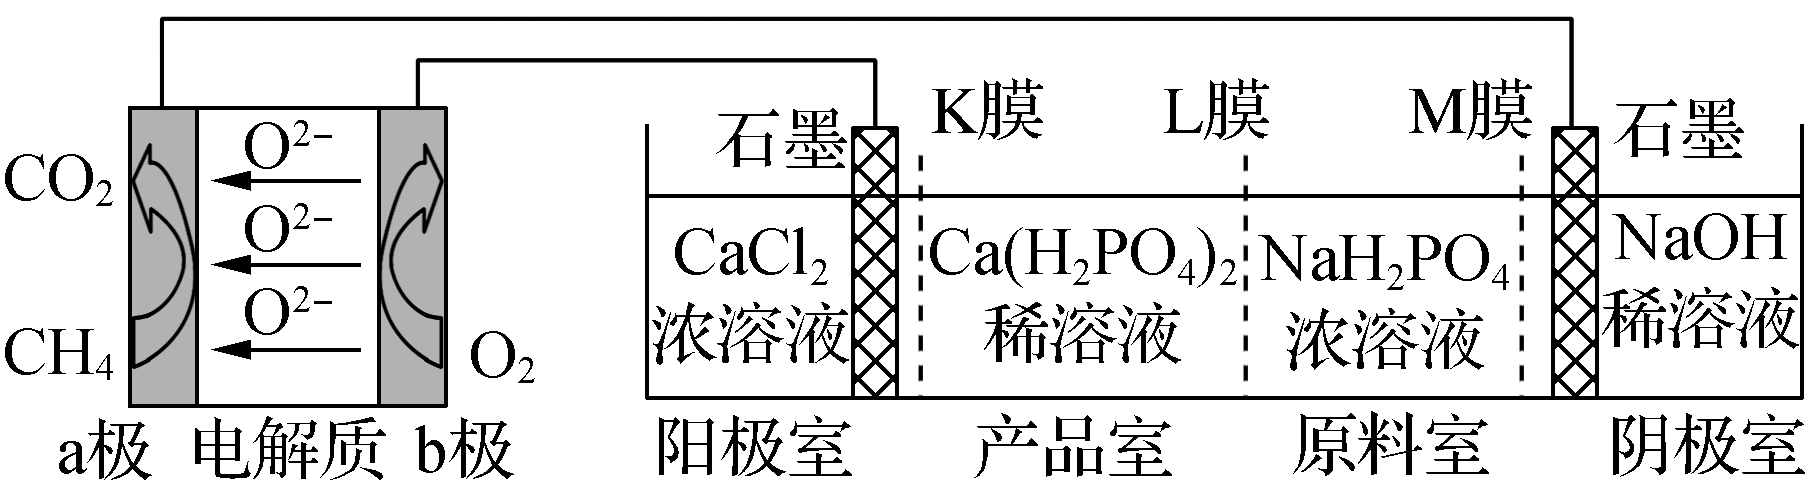 K膜 L膜 M膜
石墨 石墨
O²⁻
O²⁻
O²⁻
CO₂
CH₄
O₂
CaCl₂
浓溶液
Ca(H₂PO₄)₂
稀溶液
NaH₂PO₄
浓溶液
NaOH
稀溶液
a极 电解质 b极 阳极室 产品室 原料室 阴极室